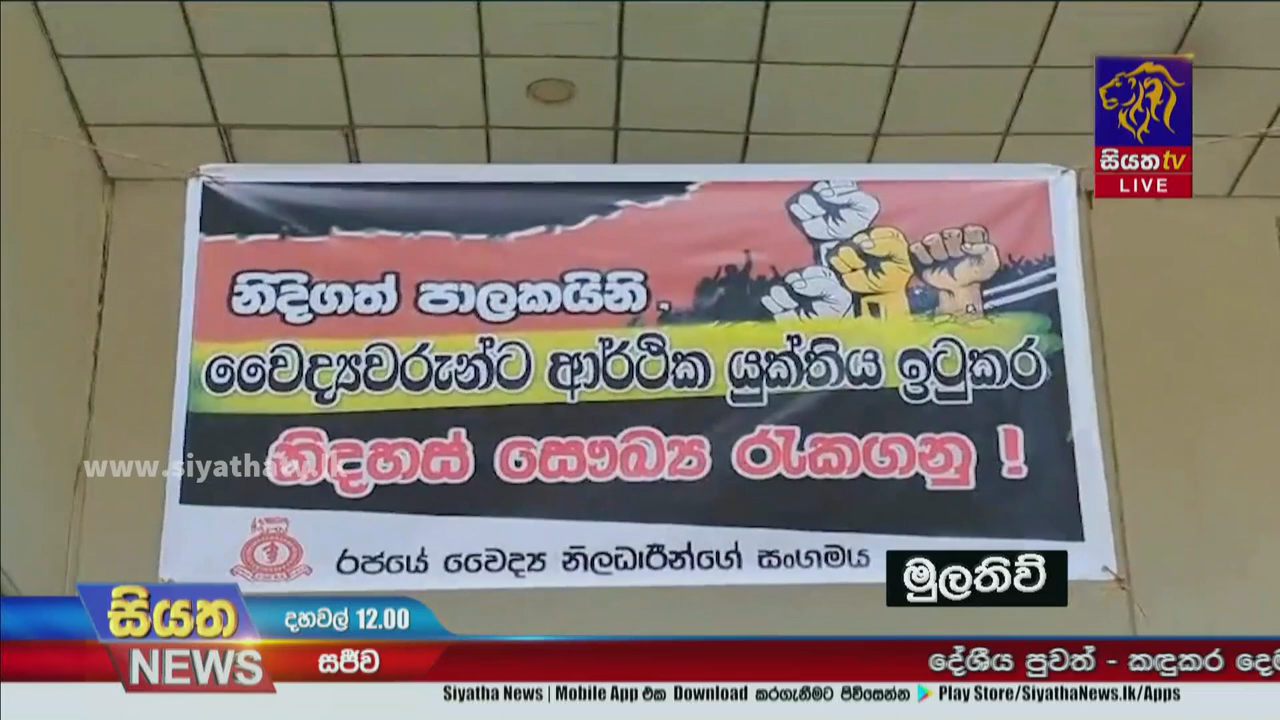 සියත tv
LIVE
නිදිගත් පාලකයිනි
වෛද්‍යවරුන්ට ආර්ථික යුක්තිය ඉටුකර
නිදහස් සෞඛ්‍ය රැකගනු !
www.siyathatv.lk
රජයේ වෛද්‍ය නිලධාරීන්ගේ සංගමය
මුලතිව්
සියත
NEWS
දහවල් 12.00
සජීව
දේශීය පුවත් - කඳුකර
Siyatha News | Mobile App එක Download කරගැනීමට පිවිසෙන්න Play Store/SiyathaNews.lk/Apps